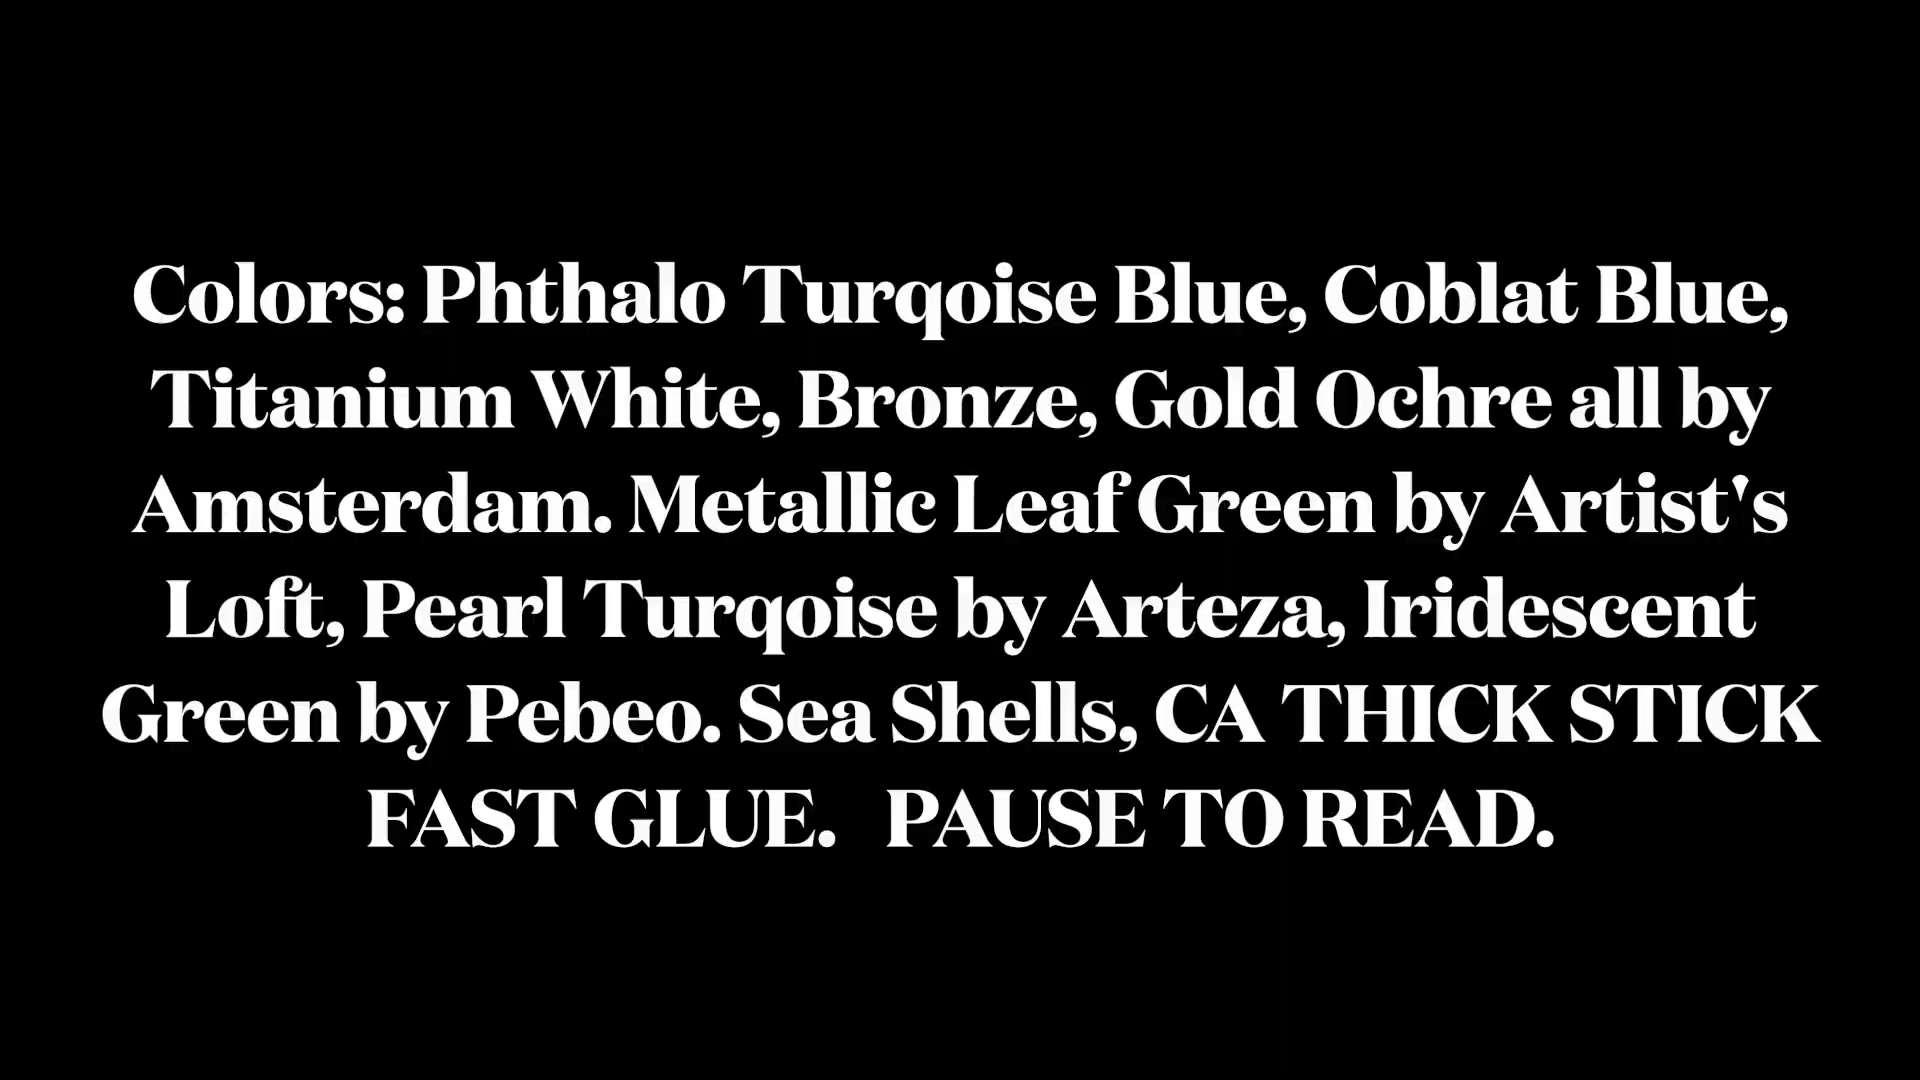 Colors: Phthalo Turqoise Blue, Coblat Blue,
Titanium White, Bronze, Gold Ochre all by
Amsterdam. Metallic Leaf Green by Artist's
Loft, Pearl Turqoise by Arteza, Iridescent
Green by Pebeo. Sea Shells, CA THICK STICK
FAST GLUE.   PAUSE TO READ.